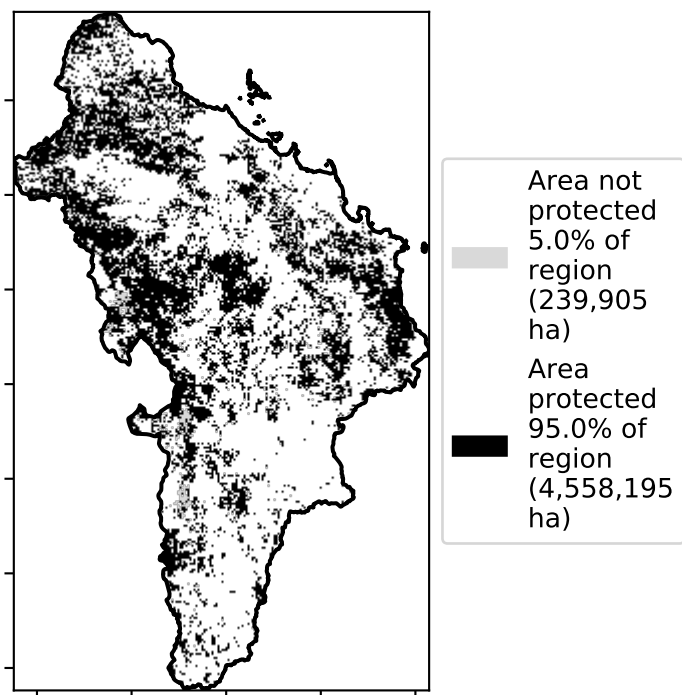 Area not
protected
5.0% of
region
(239,905
ha)
Area
protected
95.0% of
region
(4,558,195
ha)